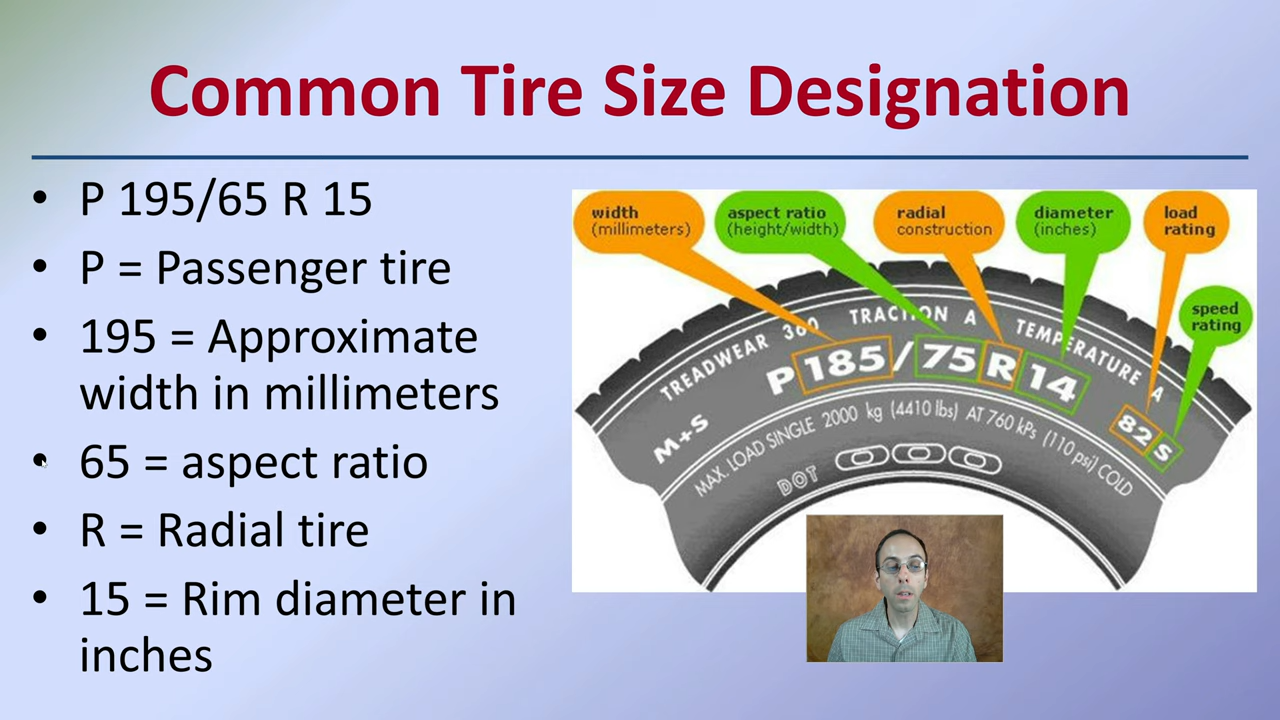 Common Tire Size Designation
• P 195/65 R 15
• P = Passenger tire
• 195 = Approximate
width in millimeters
• 65 = aspect ratio
• R = Radial tire
• 15 = Rim diameter in
inches
width
(millimeters)
aspect ratio
(height/width)
radial
construction
diameter
(inches)
load
rating
speed
rating
TREADWEAR 360 TRACTION A TEMPERATURE A
M+S P185/75R14 82S
MAX. LOAD SINGLE 2000 kg (4410 lbs) AT 760 kPs (110 psi) COLD
DOT